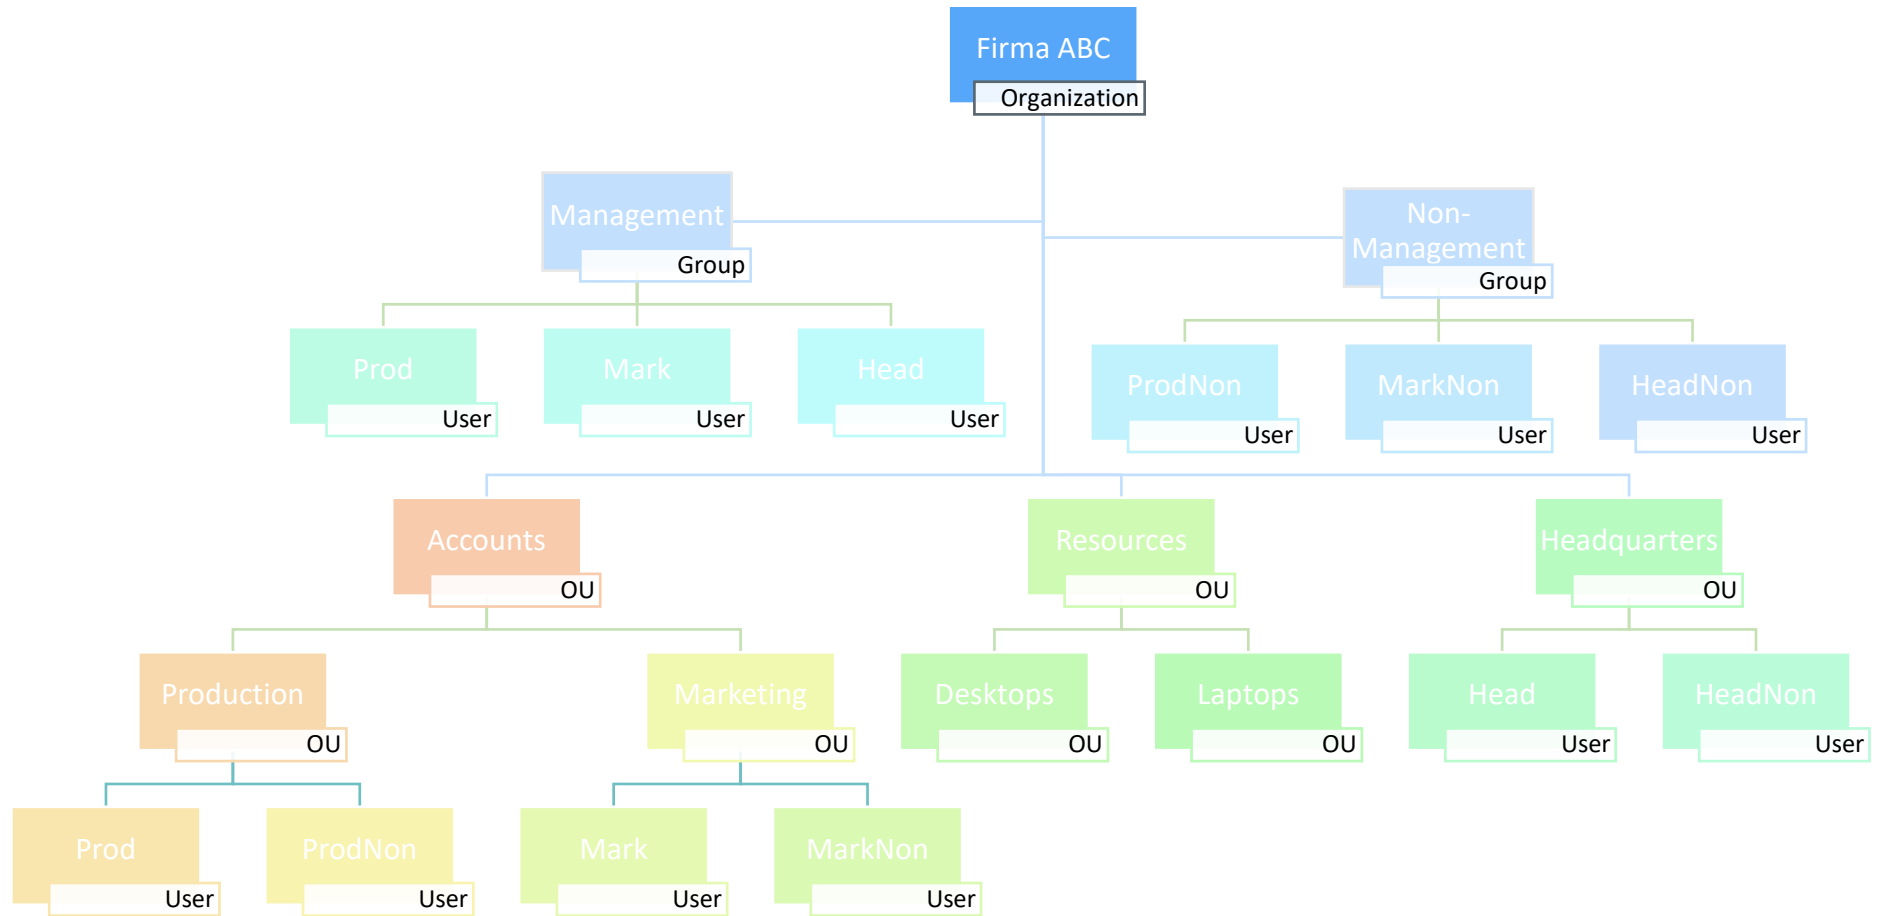 Firma ABC
Organization
Management
Group
Non-
Management
Group
Prod
User
Mark
User
Head
User
ProdNon
User
MarkNon
User
HeadNon
User
Accounts
OU
Resources
OU
Headquarters
OU
Production
OU
Marketing
OU
Desktops
OU
Laptops
OU
Head
User
HeadNon
User
Prod
User
ProdNon
User
Mark
User
MarkNon
User